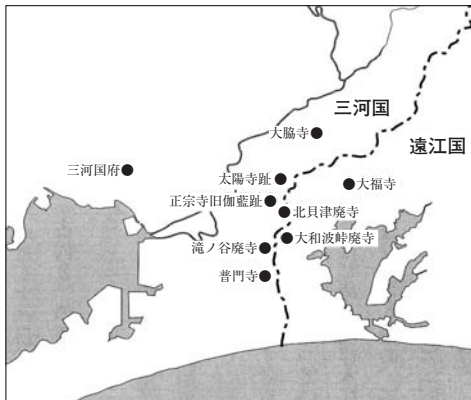 三河国
遠江国
大脇寺
三河国府
太陽寺趾
大福寺
正宗寺旧伽藍趾
北貝津廃寺
大和波峠廃寺
滝ノ谷廃寺
普門寺